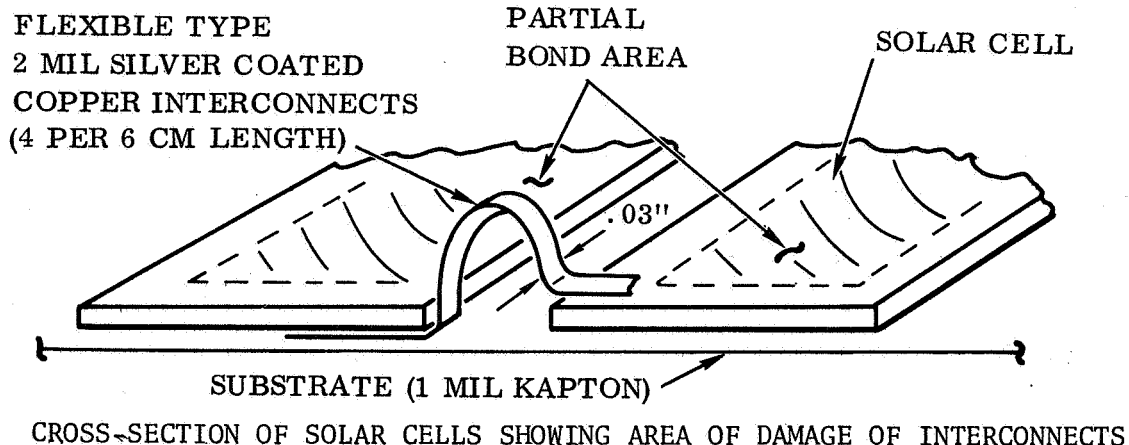 FLEXIBLE TYPE
2 MIL SILVER COATED
COPPER INTERCONNECTS
(4 PER 6 CM LENGTH)
PARTIAL
BOND AREA
SOLAR CELL
.03"
SUBSTRATE (1 MIL KAPTON)
CROSS-SECTION OF SOLAR CELLS SHOWING AREA OF DAMAGE OF INTERCONNECTS